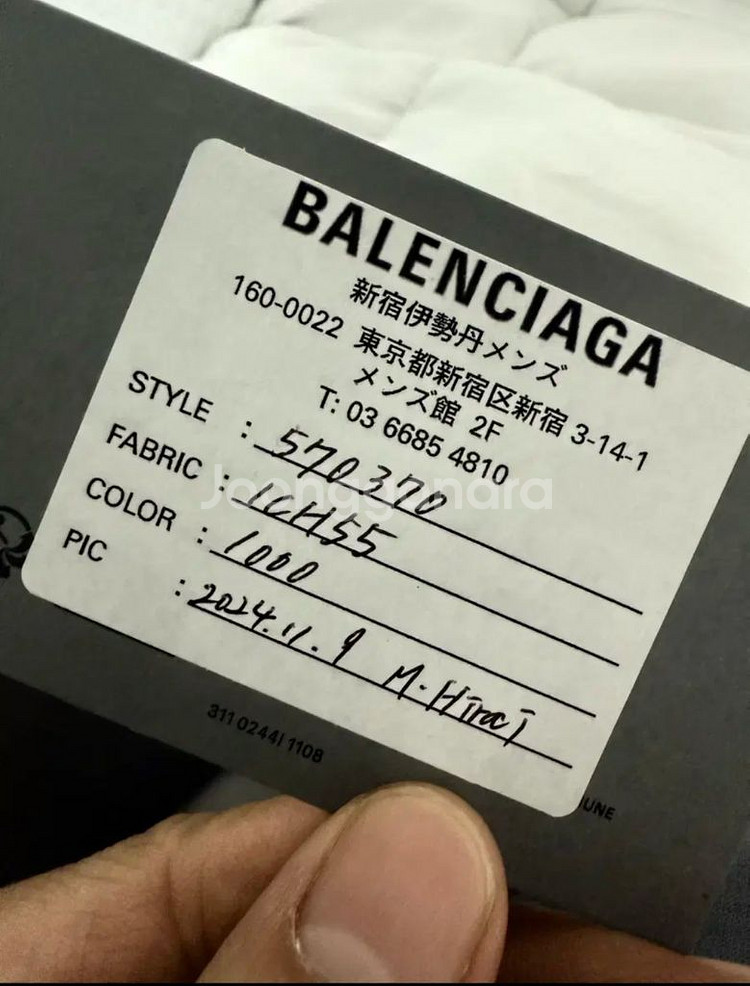 BALENCIAGA
新宿伊勢丹メンズ
160-0022 東京都新宿区新宿 3-14-1
メンズ館 2F
T: 03 6685 4810
STYLE : 570370
FABRIC : 1CH55
COLOR : 1000
PIC : 2024.11.9 M.Hirai
Joonggonara
311 02441 1108